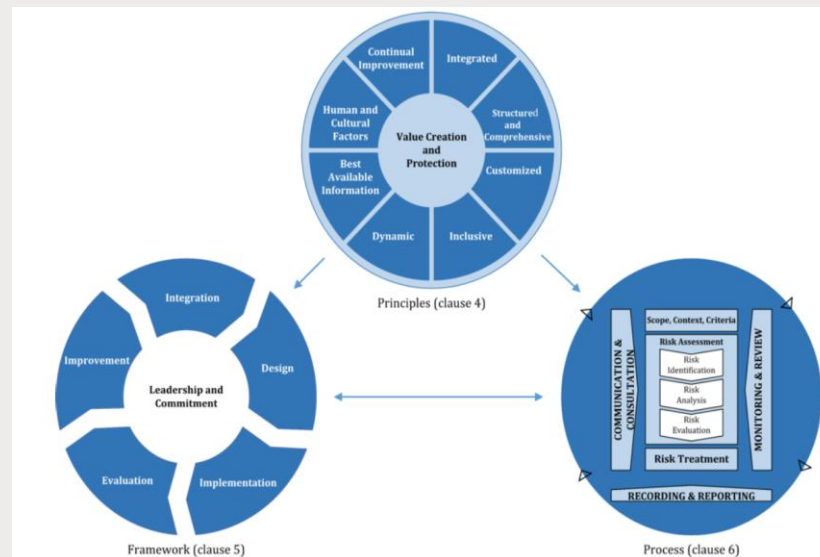 Continual
Improvement
Integrated
Human and
Cultural
Factors
Structured
and
Comprehensive
Value Creation
and
Protection
Best
Available
Information
Customized
Dynamic
Inclusive
Principles (clause 4)
Integration
Improvement
Design
Leadership and
Commitment
Evaluation
Implementation
Framework (clause 5)
Scope, Context, Criteria
COMMUNICATION &
CONSULTATION
Risk Assessment
Risk
Identification
Risk
Analysis
Risk
Evaluation
MONITORING & REVIEW
Risk Treatment
RECORDING & REPORTING
Process (clause 6)